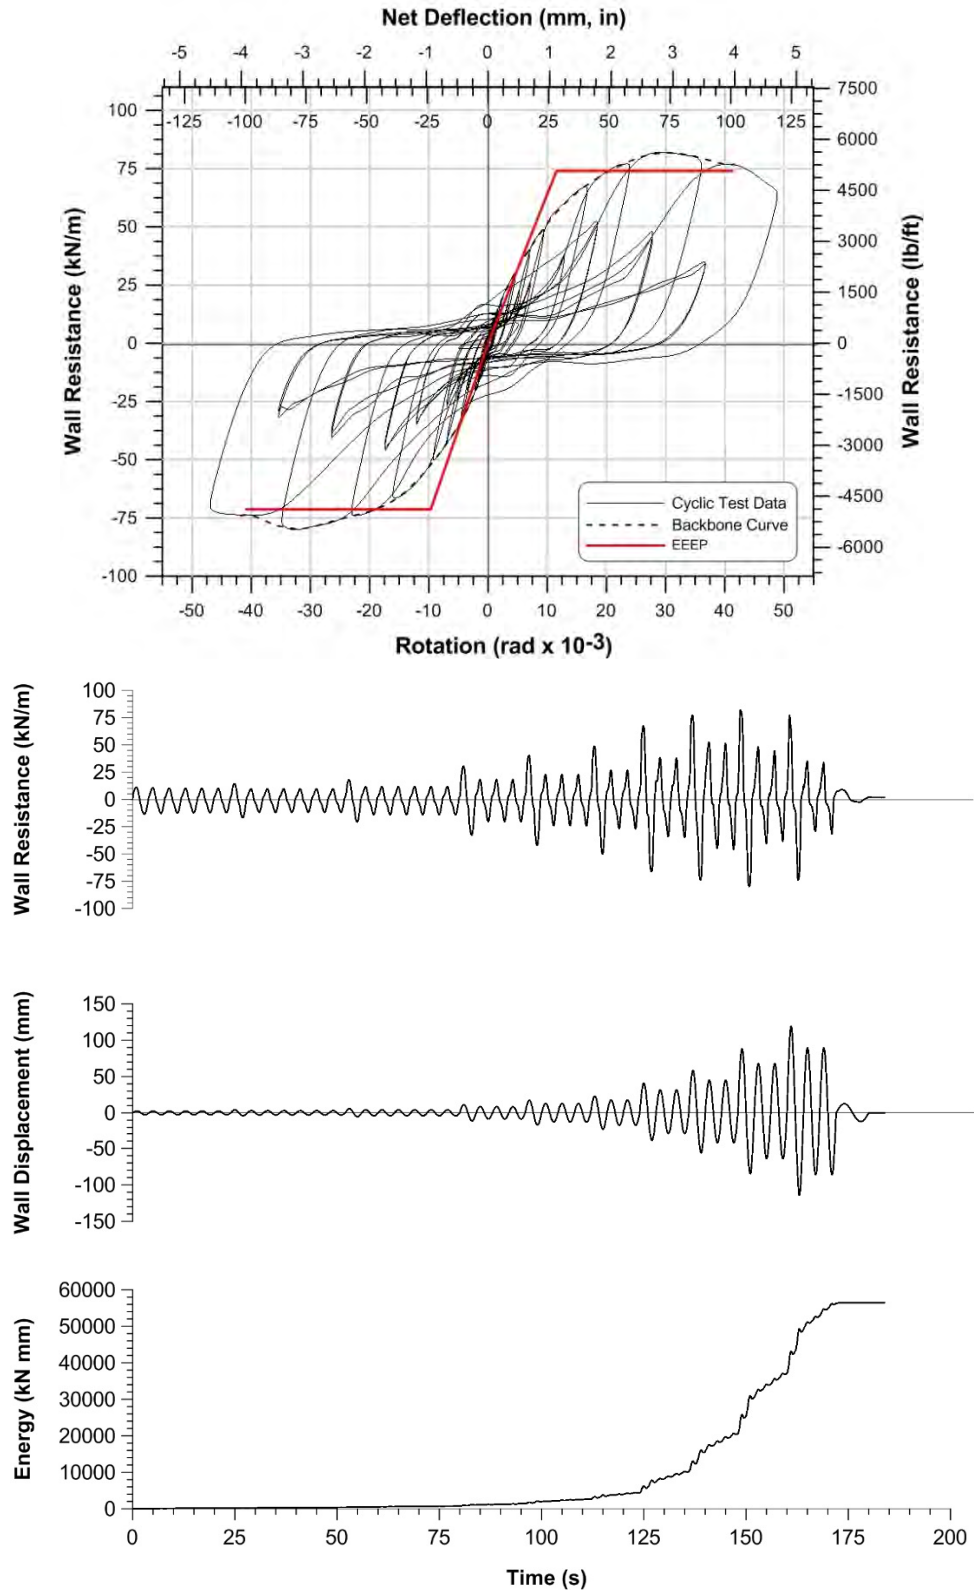 Net Deflection (mm, in)
-5 -4 -3 -2 -1 0 1 2 3 4 5
-125 -100 -75 -50 -25 0 25 50 75 100 125
Wall Resistance (kN/m)
100
75
50
25
0
-25
-50
-75
-100
7500
6000
4500
3000
1500
0
-1500
-3000
-4500
-6000
Wall Resistance (lb/ft)
Cyclic Test Data
Backbone Curve
EEEP
-50 -40 -30 -20 -10 0 10 20 30 40 50
Rotation (rad x 10-3)
Wall Resistance (kN/m)
100
75
50
25
0
-25
-50
-75
-100
Wall Displacement (mm)
150
100
50
0
-50
-100
-150
Energy (kN mm)
60000
50000
40000
30000
20000
10000
0
0 25 50 75 100 125 150 175 200
Time (s)